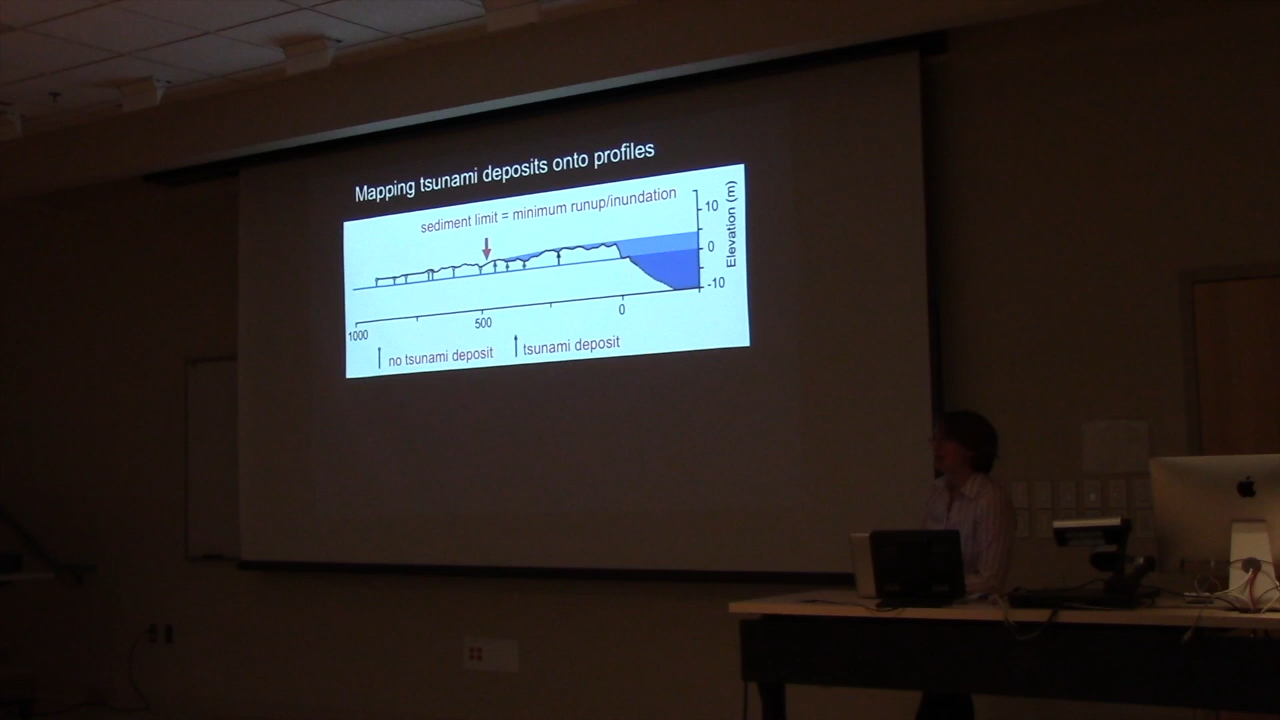 Mapping tsunami deposits onto profiles
sediment limit = minimum runup/inundation
10
0
-10
Elevation (m)
1000
500
0
no tsunami deposit
tsunami deposit